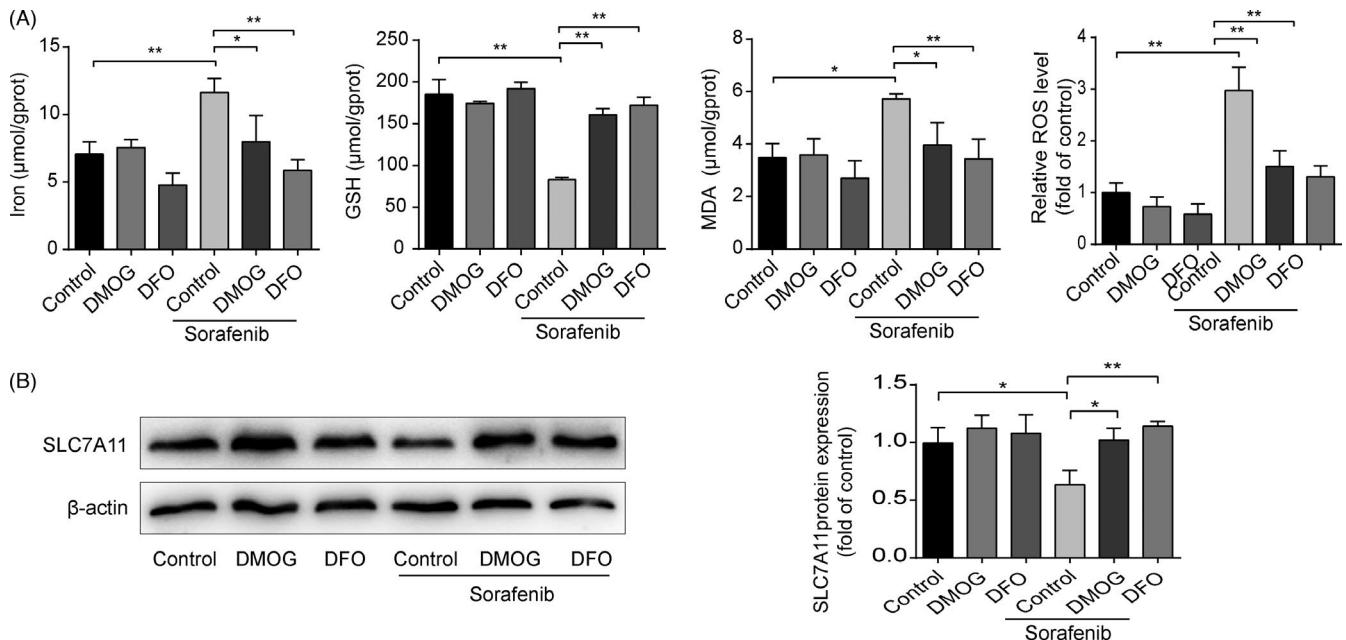 (A)
Iron (μmol/gprot)
15
10
5
0
**
**
*
Control
DMOG
DFO
Control
DMOG
DFO
Sorafenib
GSH (μmol/gprot)
250
200
150
100
50
0
**
**
**
Control
DMOG
DFO
Control
DMOG
DFO
Sorafenib
MDA (μmol/gprot)
8
6
4
2
0
*
**
*
Control
DMOG
DFO
Control
DMOG
DFO
Sorafenib
Relative ROS level
(fold of control)
4
3
2
1
0
**
**
**
Control
DMOG
DFO
Control
DMOG
DFO
Sorafenib
(B)
SLC7A11
β-actin
Control DMOG DFO Control DMOG DFO
Sorafenib
SLC7A11protein expression
(fold of control)
1.5
1.0
0.5
0.0
*
**
*
Control
DMOG
DFO
Control
DMOG
DFO
Sorafenib